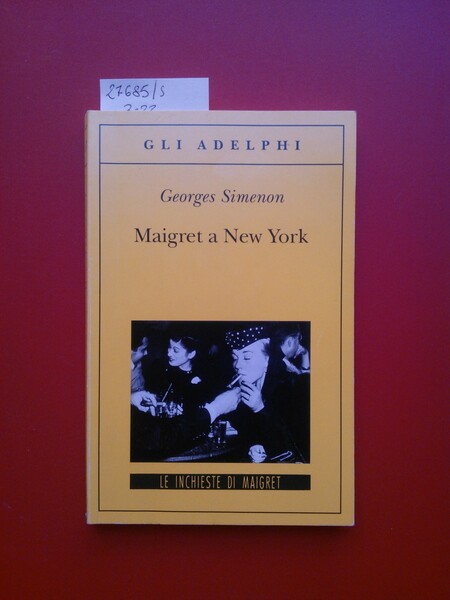 27685/s
GLI ADELPHI
Georges Simenon
Maigret a New York
LE INCHIESTE DI MAIGRET